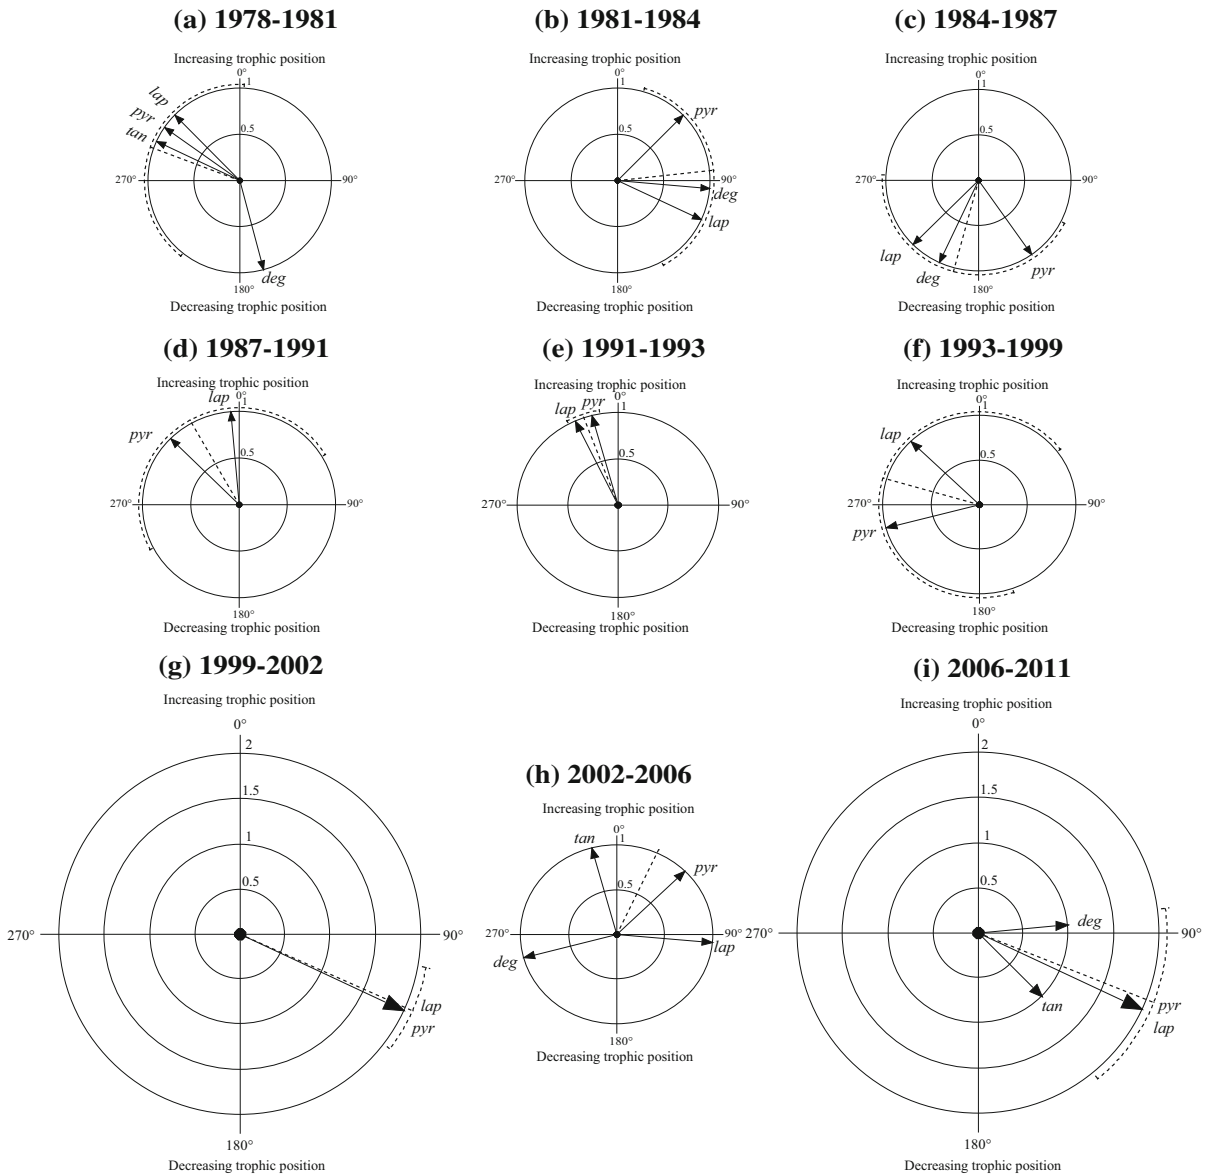 (a) 1978-1981
Increasing trophic position
0°
1
0.5
lap
pyr
tan
270°
90°
deg
180°
Decreasing trophic position
(b) 1981-1984
Increasing trophic position
0°
1
pyr
0.5
270°
90°
deg
lap
180°
Decreasing trophic position
(c) 1984-1987
Increasing trophic position
0°
1
0.5
270°
90°
lap
deg
pyr
180°
Decreasing trophic position
(d) 1987-1991
Increasing trophic position
lap
0°
1
pyr
0.5
270°
90°
180°
Decreasing trophic position
(e) 1991-1993
Increasing trophic position
0°
lap
pyr
1
0.5
270°
90°
180°
Decreasing trophic position
(f) 1993-1999
Increasing trophic position
0°
1
lap
0.5
270°
90°
pyr
180°
Decreasing trophic position
(g) 1999-2002
Increasing trophic position
0°
2
1.5
1
0.5
270°
90°
lap
pyr
180°
Decreasing trophic position
(h) 2002-2006
Increasing trophic position
0°
tan
1
pyr
0.5
270°
90°
lap
deg
180°
Decreasing trophic position
(i) 2006-2011
Increasing trophic position
0°
2
1.5
1
0.5
deg
270°
90°
tan
pyr
lap
180°
Decreasing trophic position